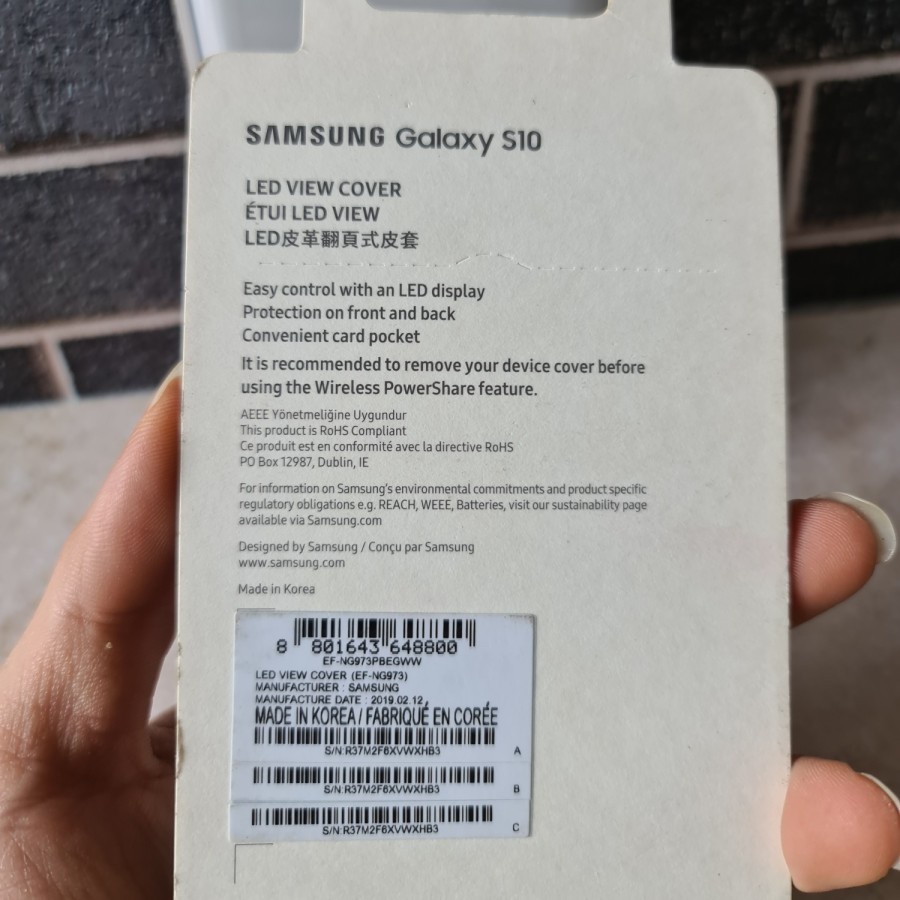 SAMSUNG Galaxy S10
LED VIEW COVER
ÉTUI LED VIEW
LED皮革翻頁式皮套
Easy control with an LED display
Protection on front and back
Convenient card pocket
It is recommended to remove your device cover before
using the Wireless PowerShare feature.
AEEE Yönetmeliğine Uygundur
This product is RoHS Compliant
Ce produit est en conformité avec la directive RoHS
PO Box 12987, Dublin, IE
For information on Samsung's environmental commitments and product specific
regulatory obligations e.g. REACH, WEEE, Batteries, visit our sustainability page
available via Samsung.com
Designed by Samsung / Conçu par Samsung
www.samsung.com
Made in Korea
8 801643 648800
EF-NG973PBEGWW
LED VIEW COVER (EF-NG973)
MANUFACTURER : SAMSUNG
MANUFACTURE DATE : 2019.02.12
MADE IN KOREA / FABRIQUÉ EN CORÉE
S/N:R37M2F6XVWXHB3 A
S/N:R37M2F6XVWXHB3 B
S/N:R37M2F6XVWXHB3 C